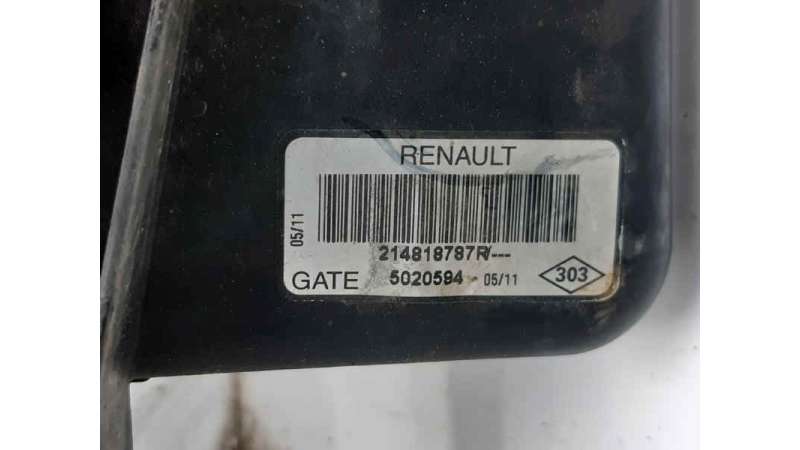 RENAULT
05/11
214818787R/---
GATE 5020594 - 05/11 303